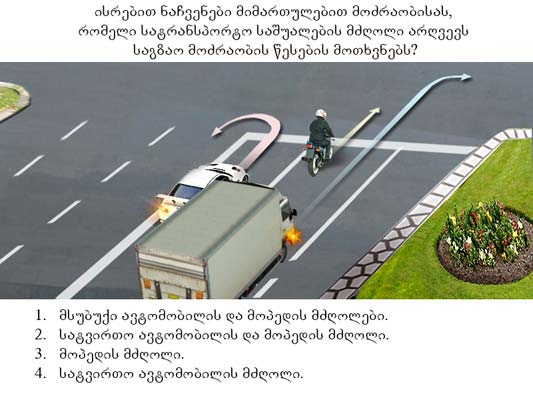 ისრებით ნაჩვენები მიმართულებით მოძრაობისას,
რომელი სატრანსპორტო საშუალების მძღოლი არღვევს
საგზაო მოძრაობის წესების მოთხვნებს?
1. მსუბუქი ავტომობილის და მოპედის მძღოლები.
2. სატვირთო ავტომობილის და მოპედის მძღოლი.
3. მოპედის მძღოლი.
4. სატვირთო ავტომობილის მძღოლი.